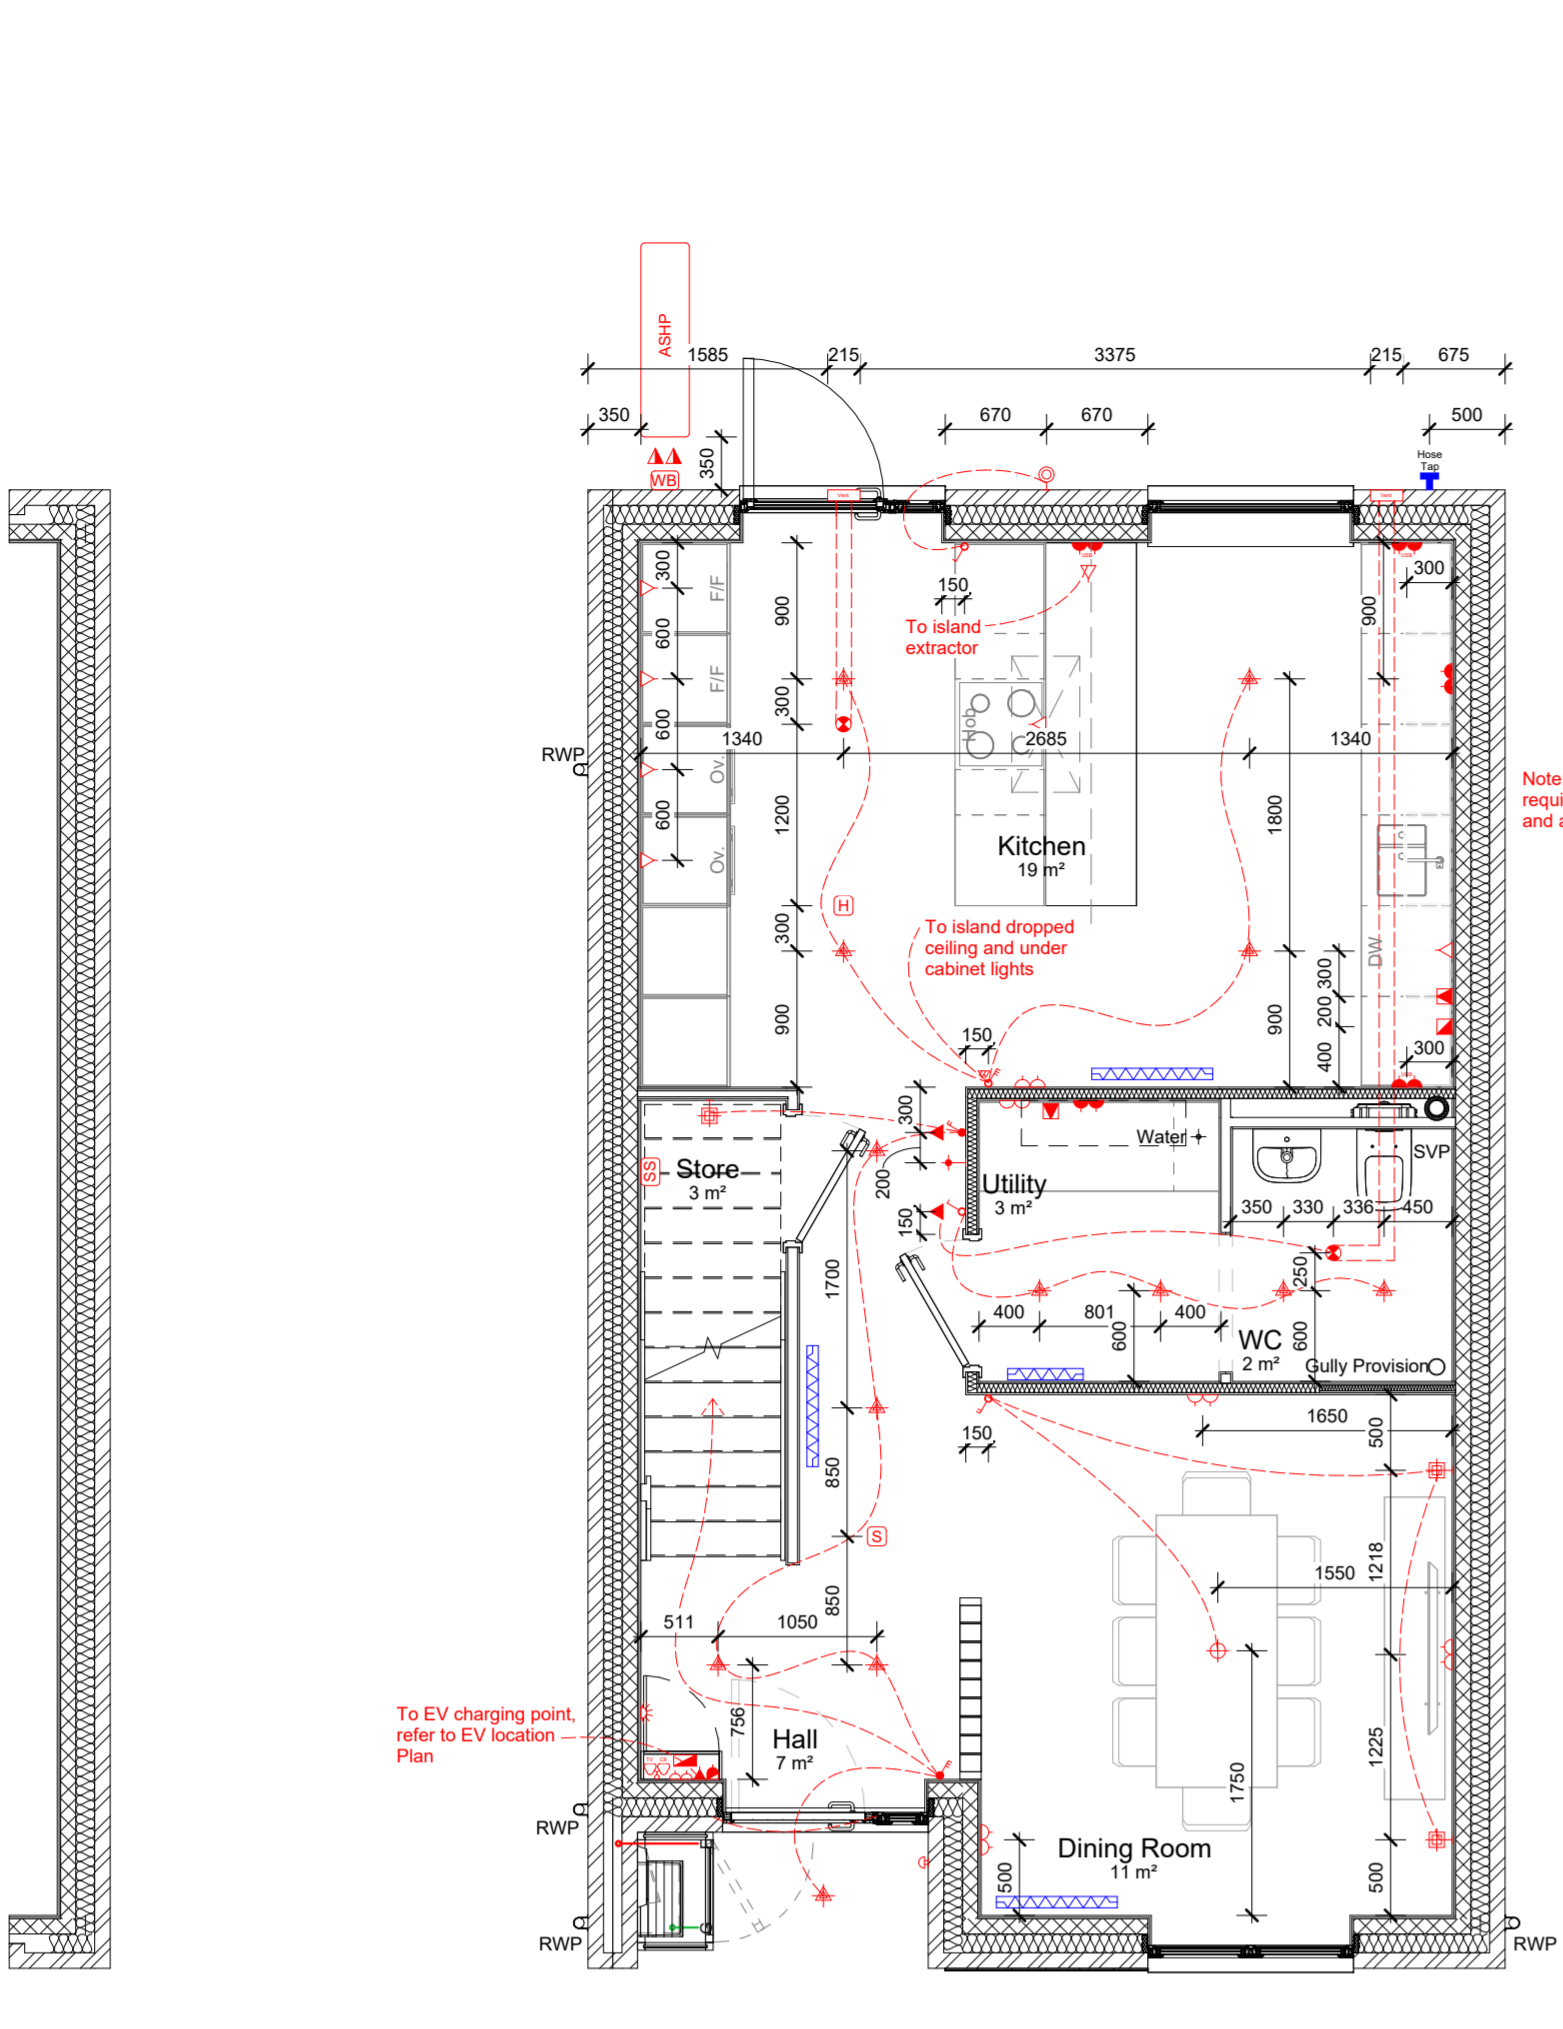 ASHP
1585
215
3375
215
675
350
670
670
500
350
WB
Hose
Tap
Vent
Vent
300
F/F
900
150
USB
USB
300
900
To island
extractor
600
F/F
300
Hob
600
1340
2685
1340
RWP
Ov.
Note
requi
and a
600
1200
1800
Ov.
Kitchen
19 m²
H
300
To island dropped
ceiling and under
cabinet lights
DW
300
200
900
900
150
400
300
USB
300
Water
SVP
SS
Store
3 m²
200
Utility
3 m²
150
350
330
336
450
1700
250
400
801
400
600
600
WC
2 m²
Gully Provision
1650
500
150
850
S
1218
1550
850
511
1050
To EV charging point,
refer to EV location
Plan
756
Hall
7 m²
1225
1750
RWP
Dining Room
11 m²
500
500
RWP
RWP